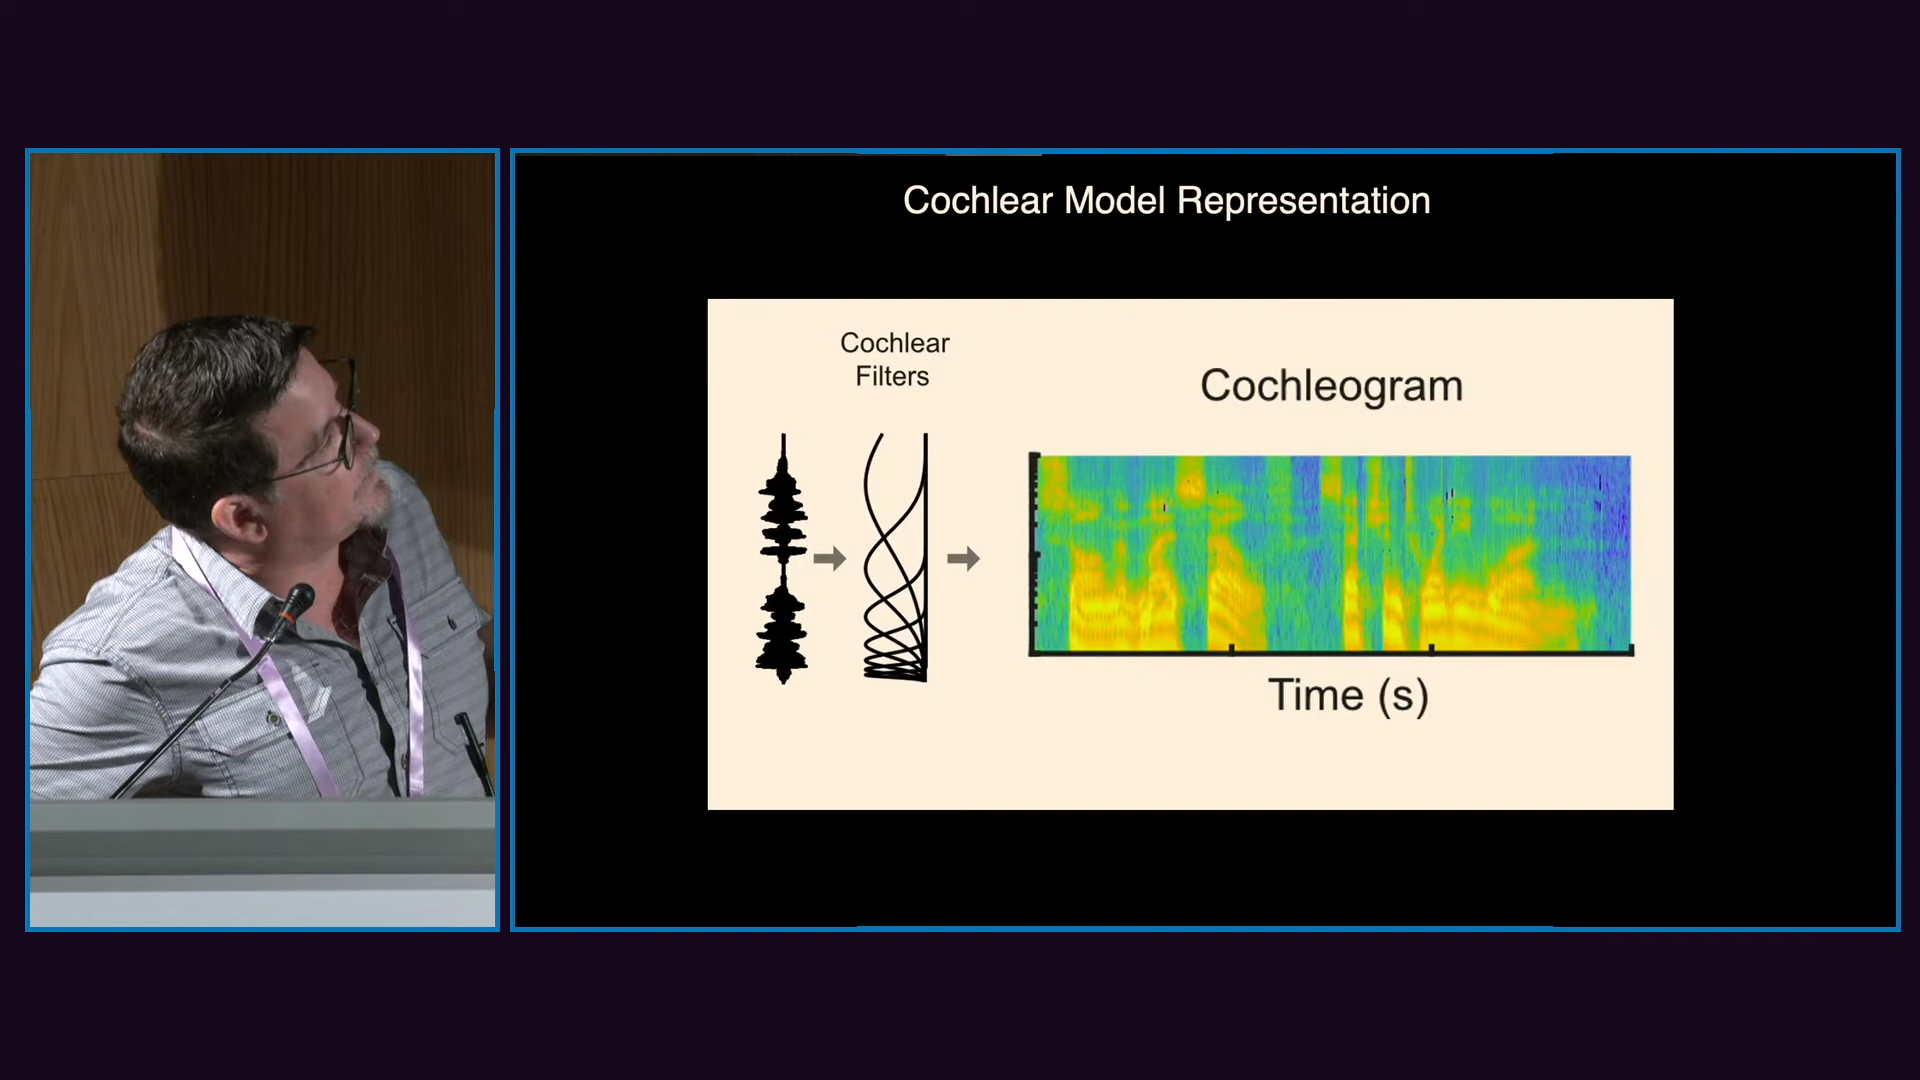 Cochlear Model Representation
Cochlear
Filters
Cochleogram
Time (s)